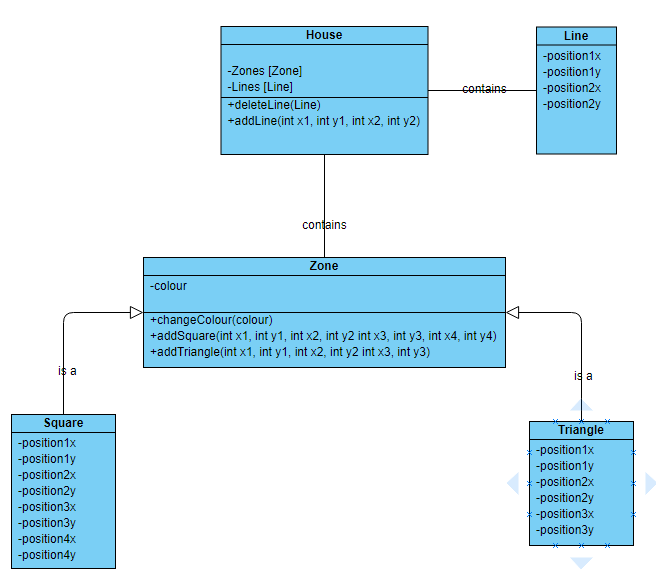 House
-Zones [Zone]
-Lines [Line]
+deleteLine(Line)
+addLine(int x1, int y1, int x2, int y2)
contains
Line
-position1x
-position1y
-position2x
-position2y
contains
Zone
-colour
+changeColour(colour)
+addSquare(int x1, int y1, int x2, int y2 int x3, int y3, int x4, int y4)
+addTriangle(int x1, int y1, int x2, int y2 int x3, int y3)
is a
is a
Square
-position1x
-position1y
-position2x
-position2y
-position3x
-position3y
-position4x
-position4y
Triangle
-position1x
-position1y
-position2x
-position2y
-position3x
-position3y